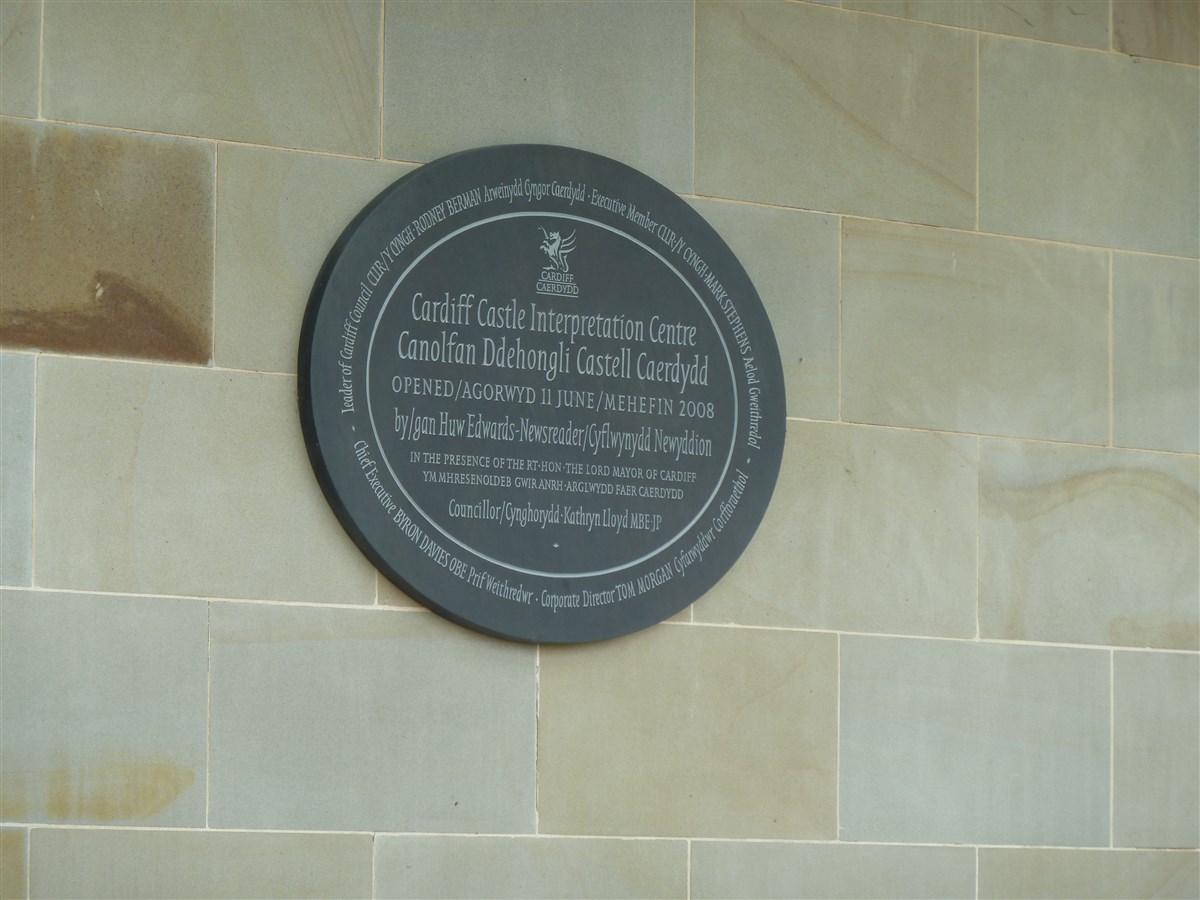 Leader of Cardiff Council CLLR/Y CYNGH·RODNEY BERMAN Arweinydd Cyngor Caerdydd · Executive Member CLLR/Y CYNGH·MARK STEPHENS Aelod Gweithredol
CARDIFF
CAERDYDD
Cardiff Castle Interpretation Centre
Canolfan Ddehongli Castell Caerdydd
OPENED/AGORWYD 11 JUNE/MEHEFIN 2008
by/gan Huw Edwards-Newsreader/Cyflwynydd Newyddion
IN THE PRESENCE OF THE RT·HON·THE LORD MAYOR OF CARDIFF
YM MHRESENOLDEB GWIR ANRH·ARGLWYDD FAER CAERDYDD
Councillor/Cynghorydd·Kathryn Lloyd MBE·JP
- Chief Executive BYRON DAVIES OBE Prif Weithredwr · Corporate Director TOM MORGAN Cyfarwyddwr Corfforaethol -